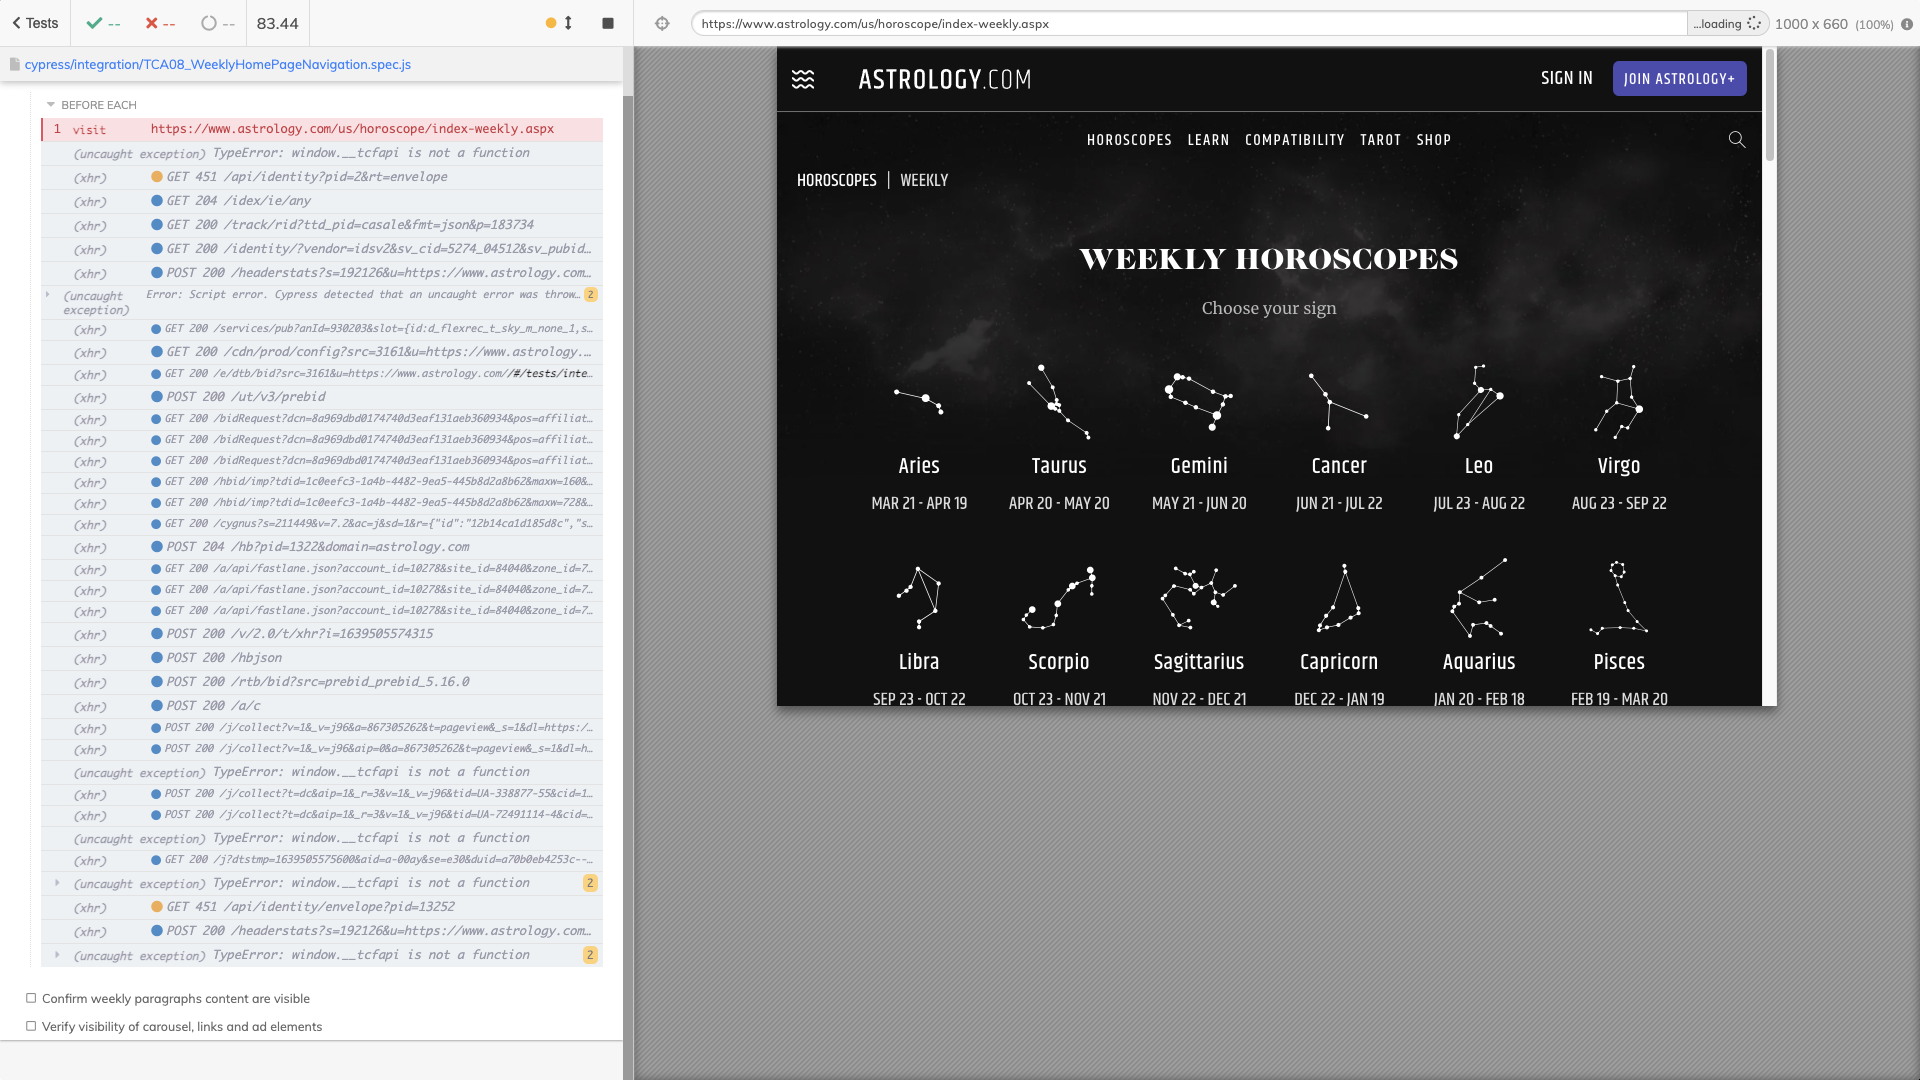 Tests
--
--
--
83.44
https://www.astrology.com/us/horoscope/index-weekly.aspx
...loading
1000 x 660 (100%)
cypress/integration/TCA08_WeeklyHomePageNavigation.spec.js
BEFORE EACH
1 visit https://www.astrology.com/us/horoscope/index-weekly.aspx
(uncaught exception) TypeError: window.__tcfapi is not a function
(xhr) GET 451 /api/identity?pid=2&rt=envelope
(xhr) GET 204 /idex/ie/any
(xhr) GET 200 /track/rid?ttd_pid=casale&fmt=json&p=183734
(xhr) GET 200 /identity/?vendor=idsv2&sv_cid=5274_04512&sv_pubid…
(xhr) POST 200 /headerstats?s=192126&u=https://www.astrology.com…
(uncaught exception) Error: Script error. Cypress detected that an uncaught error was throw… 2
(xhr) GET 200 /services/pub?anId=930203&slot={id:d_flexrec_t_sky_m_none_1,s…
(xhr) GET 200 /cdn/prod/config?src=3161&u=https://www.astrology.…
(xhr) GET 200 /e/dtb/bid?src=3161&u=https://www.astrology.com//#/tests/inte…
(xhr) POST 200 /ut/v3/prebid
(xhr) GET 200 /bidRequest?dcn=8a969dbd0174740d3eaf131aeb360934&pos=affiliat…
(xhr) GET 200 /bidRequest?dcn=8a969dbd0174740d3eaf131aeb360934&pos=affiliat…
(xhr) GET 200 /bidRequest?dcn=8a969dbd0174740d3eaf131aeb360934&pos=affiliat…
(xhr) GET 200 /hbid/imp?tdid=1c0eefc3-1a4b-4482-9ea5-445b8d2a8b62&maxw=160&…
(xhr) GET 200 /hbid/imp?tdid=1c0eefc3-1a4b-4482-9ea5-445b8d2a8b62&maxw=728&…
(xhr) GET 200 /cygnus?s=211449&v=7.2&ac=j&sd=1&r={"id":"12b14ca1d185d8c","s…
(xhr) POST 204 /hb?pid=1322&domain=astrology.com
(xhr) GET 200 /a/api/fastlane.json?account_id=10278&site_id=84040&zone_id=7…
(xhr) GET 200 /a/api/fastlane.json?account_id=10278&site_id=84040&zone_id=7…
(xhr) GET 200 /a/api/fastlane.json?account_id=10278&site_id=84040&zone_id=7…
(xhr) POST 200 /v/2.0/t/xhr?i=1639505574315
(xhr) POST 200 /hbjson
(xhr) POST 200 /rtb/bid?src=prebid_prebid_5.16.0
(xhr) POST 200 /a/c
(xhr) POST 200 /j/collect?v=1&_v=j96&a=867305262&t=pageview&_s=1&dl=https:/…
(xhr) POST 200 /j/collect?v=1&_v=j96&aip=0&a=867305262&t=pageview&_s=1&dl=h…
(uncaught exception) TypeError: window.__tcfapi is not a function
(xhr) POST 200 /j/collect?t=dc&aip=1&_r=3&v=1&_v=j96&tid=UA-338877-55&cid=1…
(xhr) POST 200 /j/collect?t=dc&aip=1&_r=3&v=1&_v=j96&tid=UA-72491114-4&cid=…
(uncaught exception) TypeError: window.__tcfapi is not a function
(xhr) GET 200 /j?dtstmp=1639505575600&aid=a-00ay&se=e30&duid=a70b0eb4253c--…
(uncaught exception) TypeError: window.__tcfapi is not a function 2
(xhr) GET 451 /api/identity/envelope?pid=13252
(xhr) POST 200 /headerstats?s=192126&u=https://www.astrology.com…
(uncaught exception) TypeError: window.__tcfapi is not a function 2
Confirm weekly paragraphs content are visible
Verify visibility of carousel, links and ad elements
ASTROLOGY.COM
SIGN IN
JOIN ASTROLOGY+
HOROSCOPES LEARN COMPATIBILITY TAROT SHOP
HOROSCOPES | WEEKLY
WEEKLY HOROSCOPES
Choose your sign
Aries Taurus Gemini Cancer Leo Virgo
MAR 21 - APR 19 APR 20 - MAY 20 MAY 21 - JUN 20 JUN 21 - JUL 22 JUL 23 - AUG 22 AUG 23 - SEP 22
Libra Scorpio Sagittarius Capricorn Aquarius Pisces
SEP 23 - OCT 22 OCT 23 - NOV 21 NOV 22 - DEC 21 DEC 22 - JAN 19 JAN 20 - FEB 18 FEB 19 - MAR 20